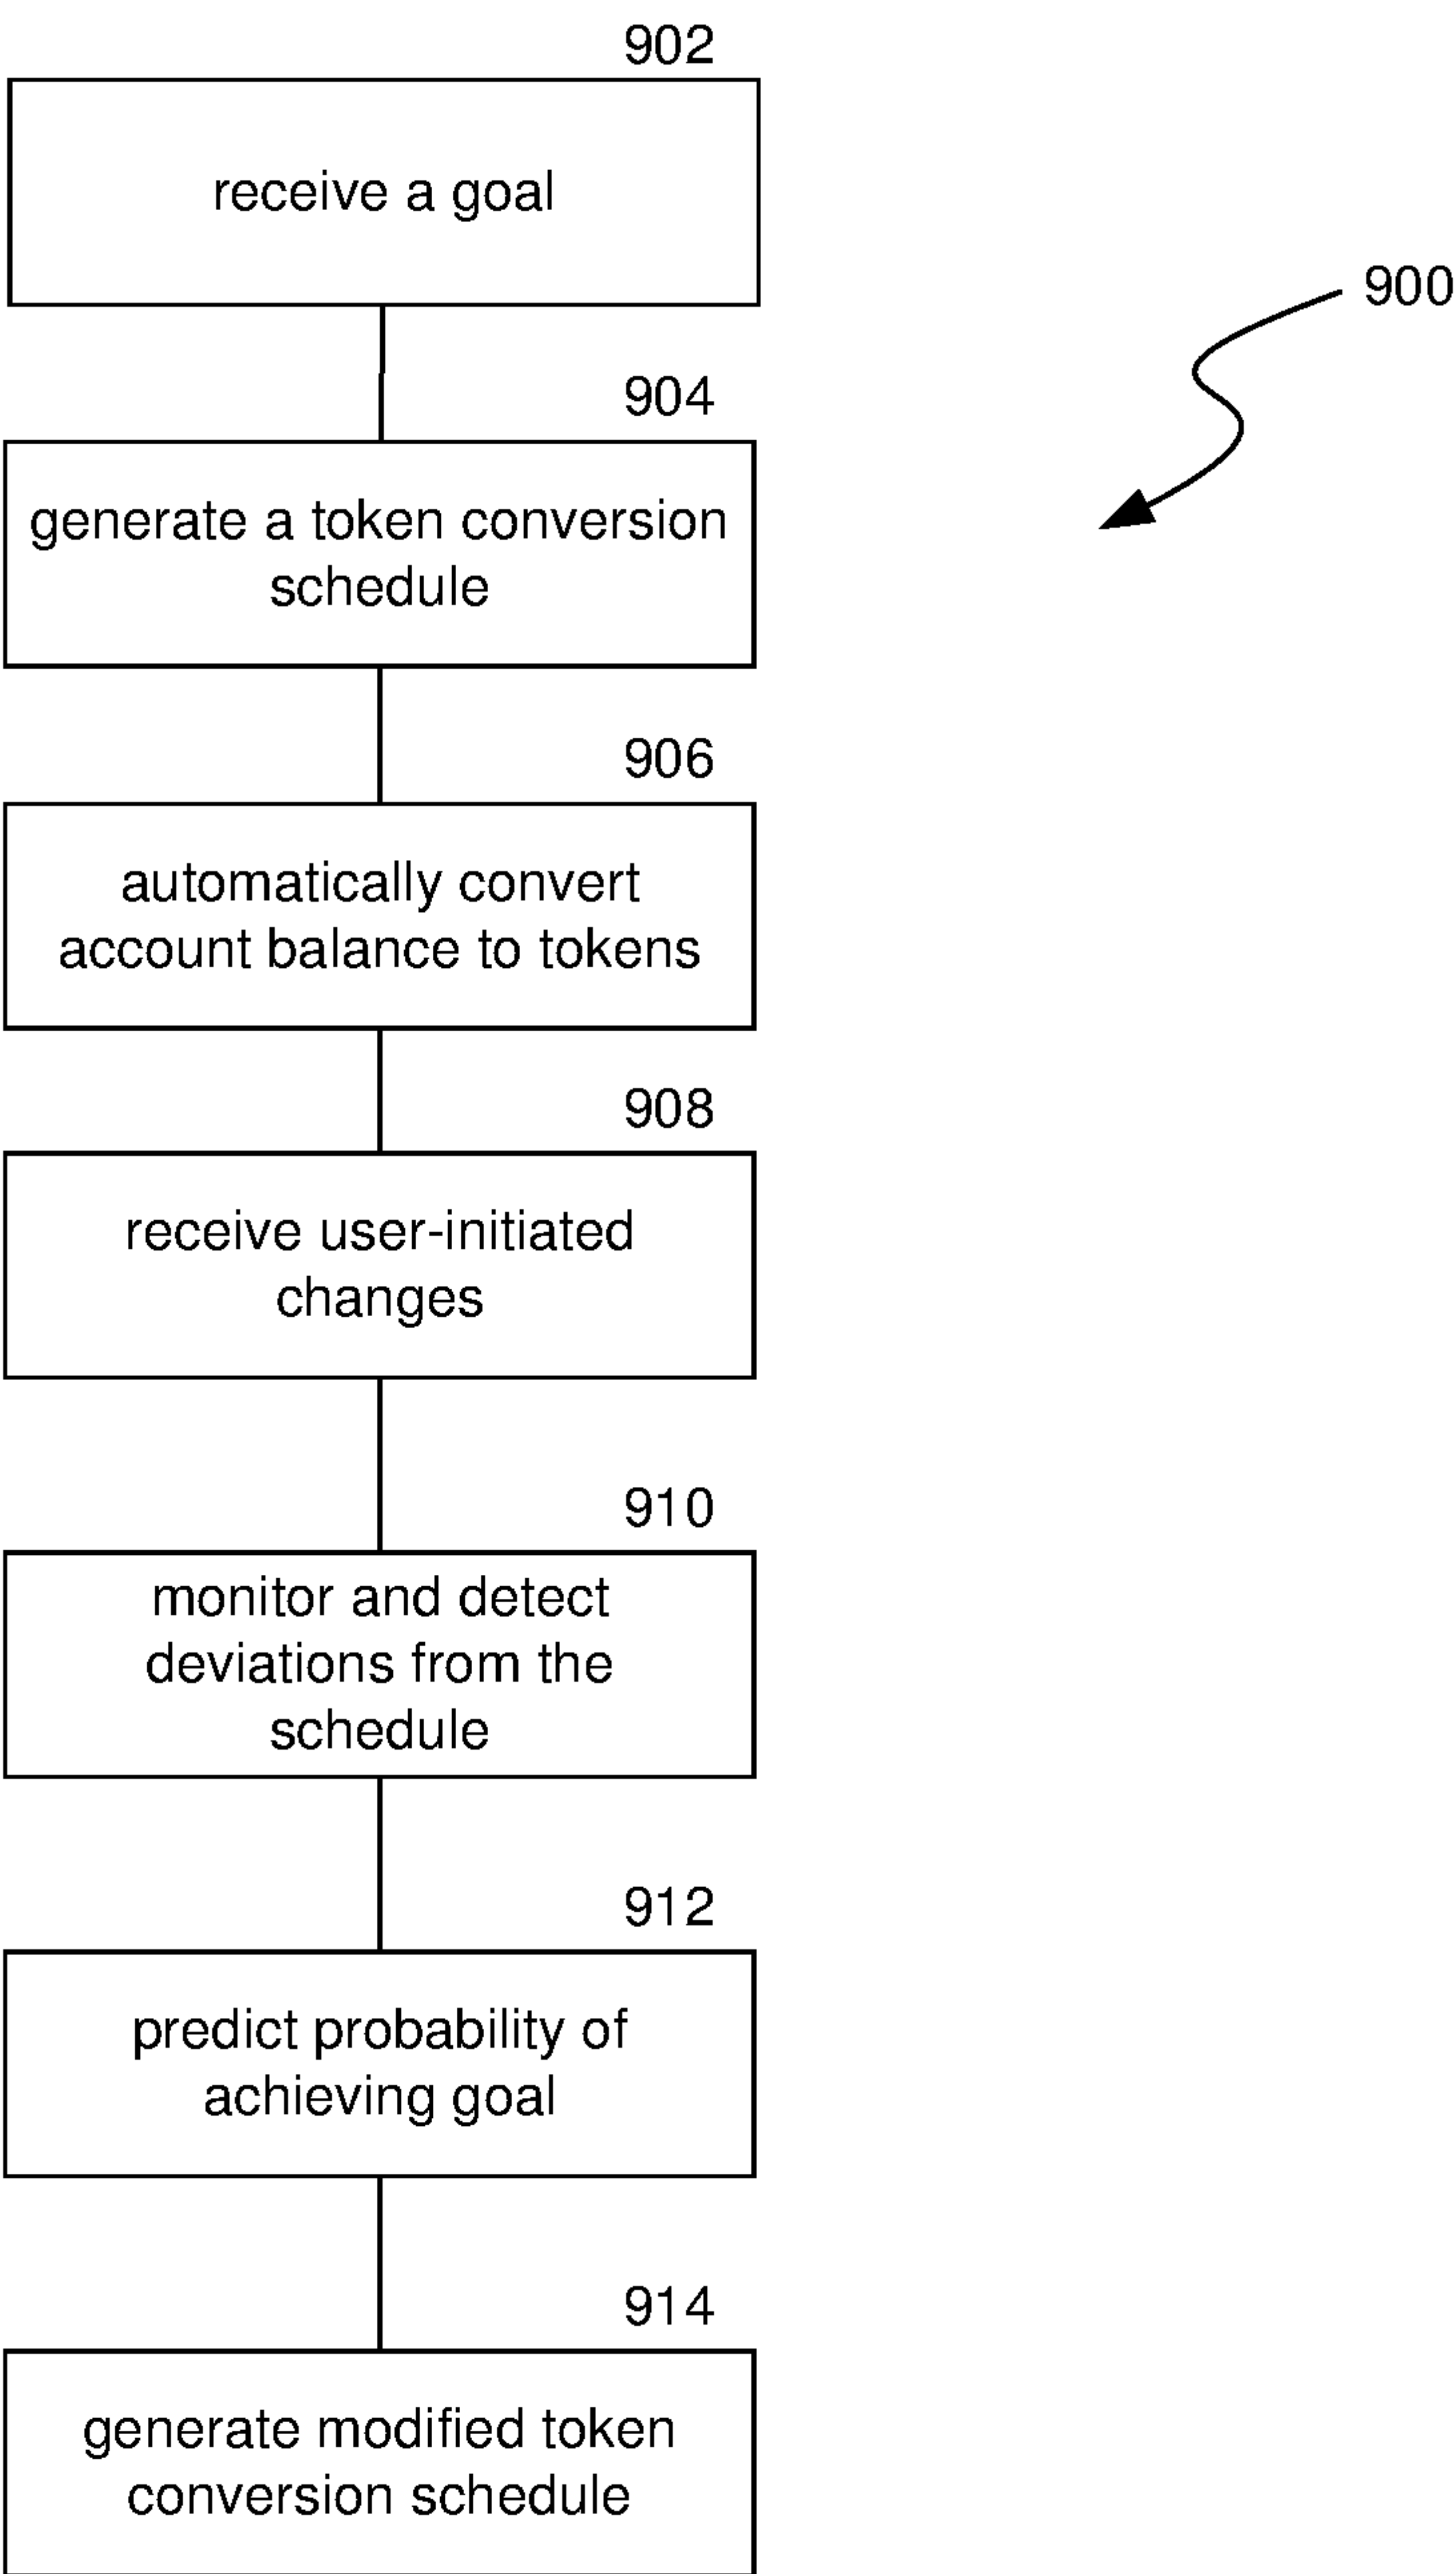 902
receive a goal
900
904
generate a token conversion
schedule
906
automatically convert
account balance to tokens
908
receive user-initiated
changes
910
monitor and detect
deviations from the
schedule
912
predict probability of
achieving goal
914
generate modified token
conversion schedule